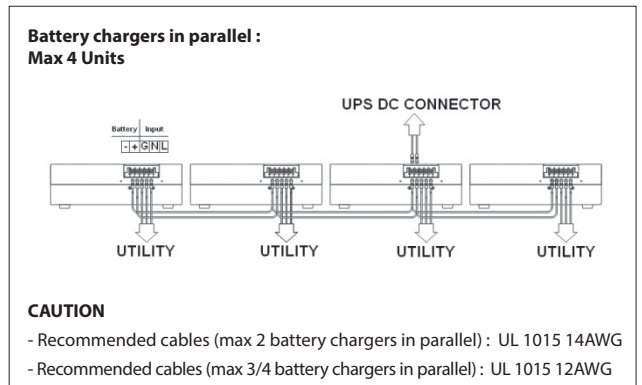 Battery chargers in parallel :
Max 4 Units
UPS DC CONNECTOR
Battery Input
- + G N L
UTILITY UTILITY UTILITY UTILITY
CAUTION
- Recommended cables (max 2 battery chargers in parallel) : UL 1015 14AWG
- Recommended cables (max 3/4 battery chargers in parallel) : UL 1015 12AWG